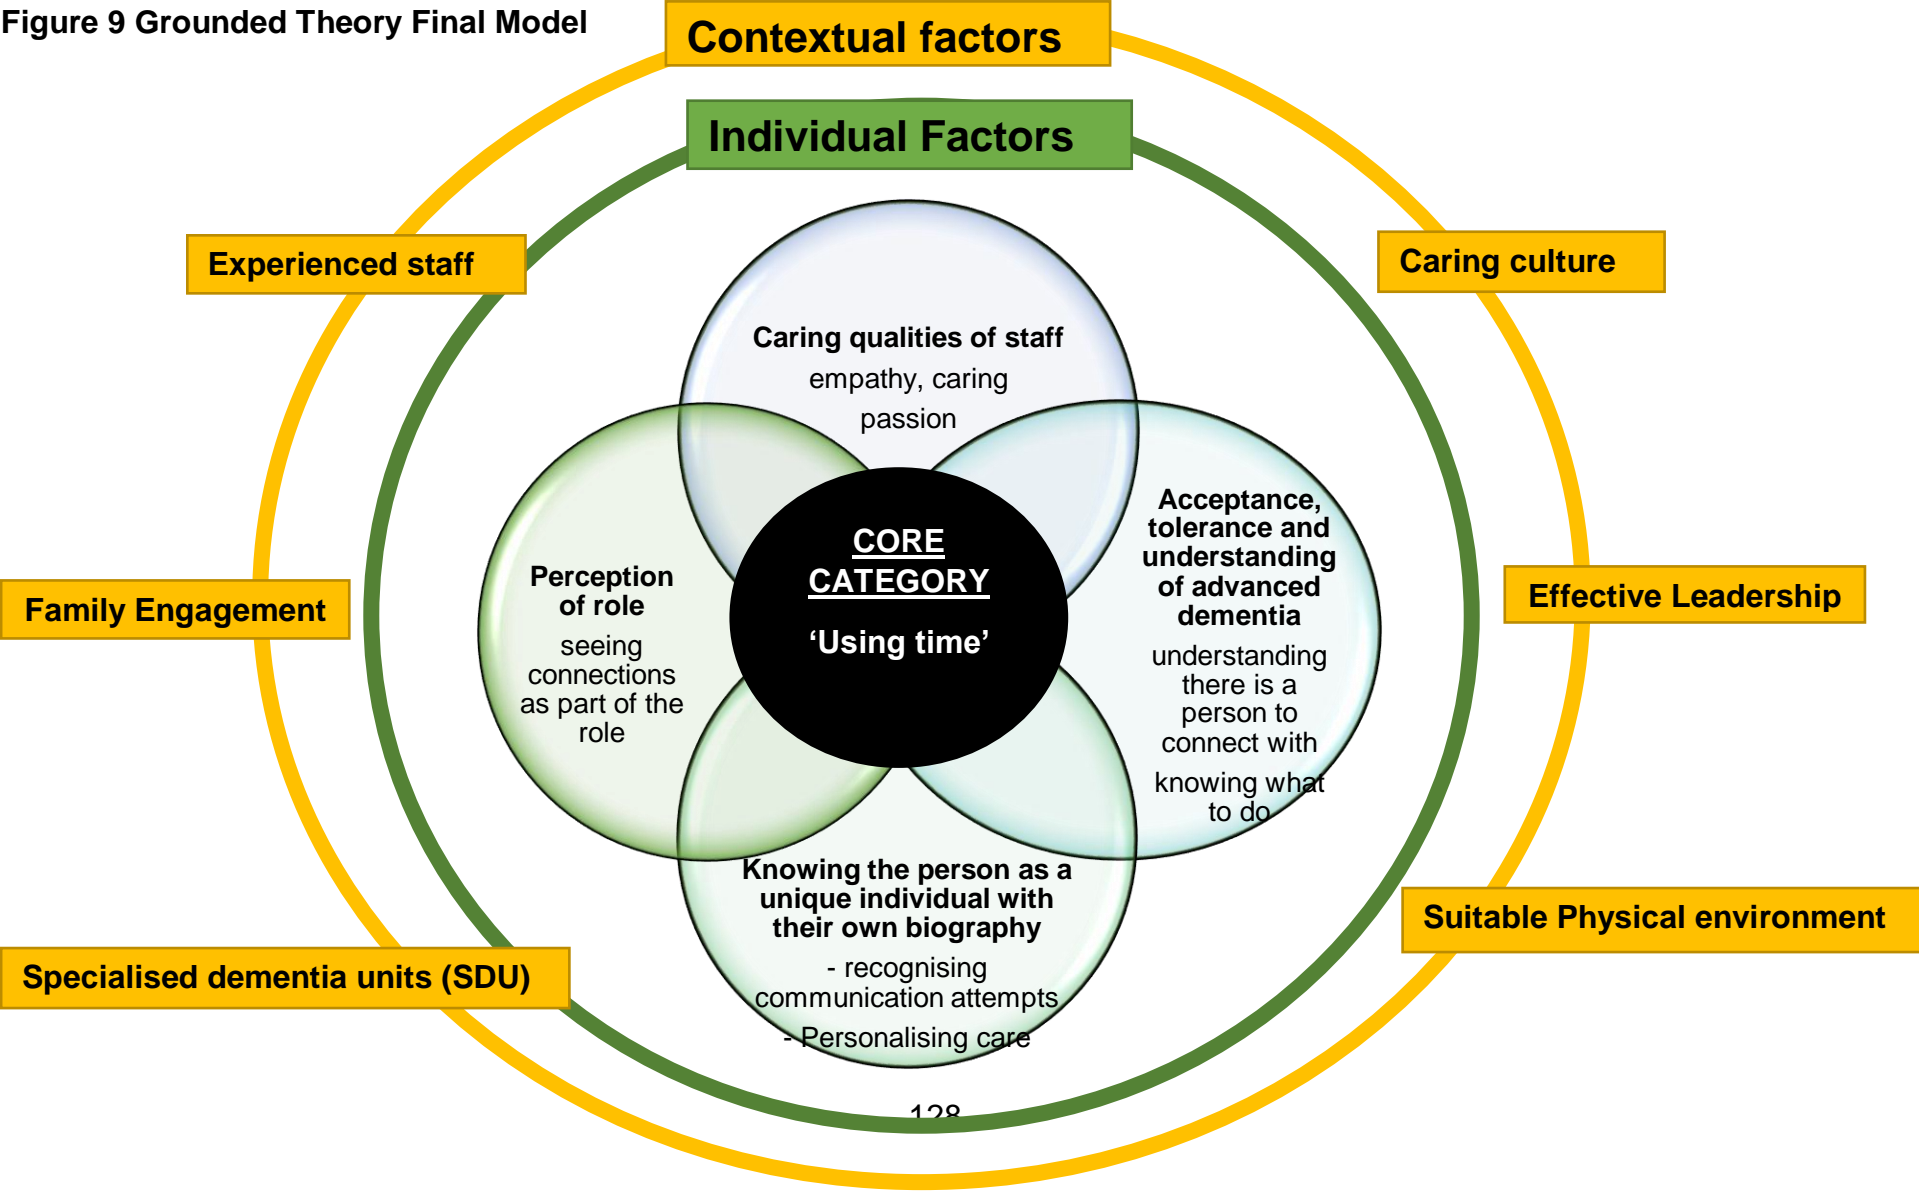 Figure 9 Grounded Theory Final Model
Contextual factors
Individual Factors
Experienced staff
Caring culture
Caring qualities of staff
empathy, caring
passion
Acceptance,
tolerance and
understanding
of advanced
dementia
understanding
there is a
person to
connect with
knowing what
to do
CORE
CATEGORY
‘Using time’
Perception
of role
seeing
connections
as part of the
role
Family Engagement
Effective Leadership
Knowing the person as a
unique individual with
their own biography
- recognising
communication attempts
- Personalising care
Suitable Physical environment
Specialised dementia units (SDU)
128